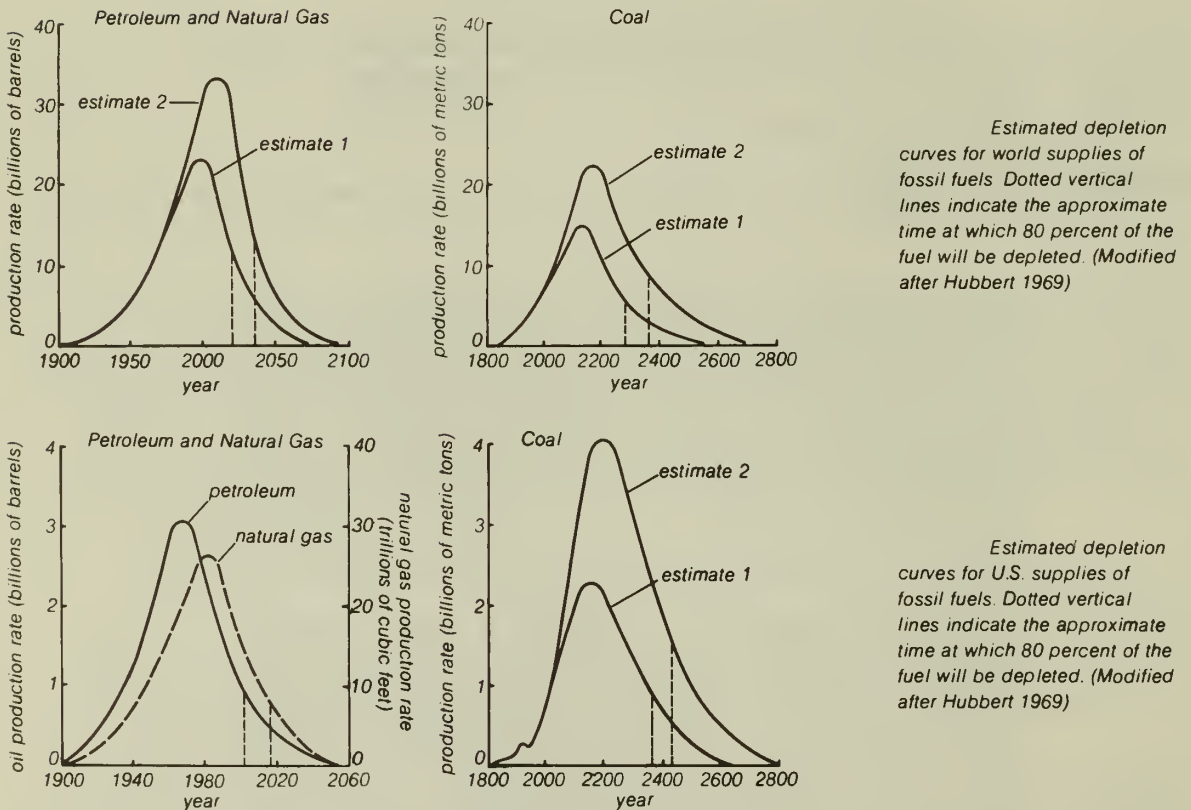 Petroleum and Natural Gas
production rate (billions of barrels)
40
30
20
10
0
estimate 2
estimate 1
1900 1950 2000 2050 2100
year
Coal
production rate (billions of metric tons)
40
30
20
10
0
estimate 2
estimate 1
1800 2000 2200 2400 2600 2800
year
Estimated depletion
curves for world supplies of
fossil fuels. Dotted vertical
lines indicate the approximate
time at which 80 percent of the
fuel will be depleted. (Modified
after Hubbert 1969)
Petroleum and Natural Gas
oil production rate (billions of barrels)
4
3
2
1
0
petroleum
natural gas
40
30
20
10
0
natural gas production rate
(trillions of cubic feet)
1900 1940 1980 2020 2060
year
Coal
production rate (billions of metric tons)
4
3
2
1
0
estimate 2
estimate 1
1800 2000 2200 2400 2600 2800
year
Estimated depletion
curves for U.S. supplies of
fossil fuels. Dotted vertical
lines indicate the approximate
time at which 80 percent of the
fuel will be depleted. (Modified
after Hubbert 1969)